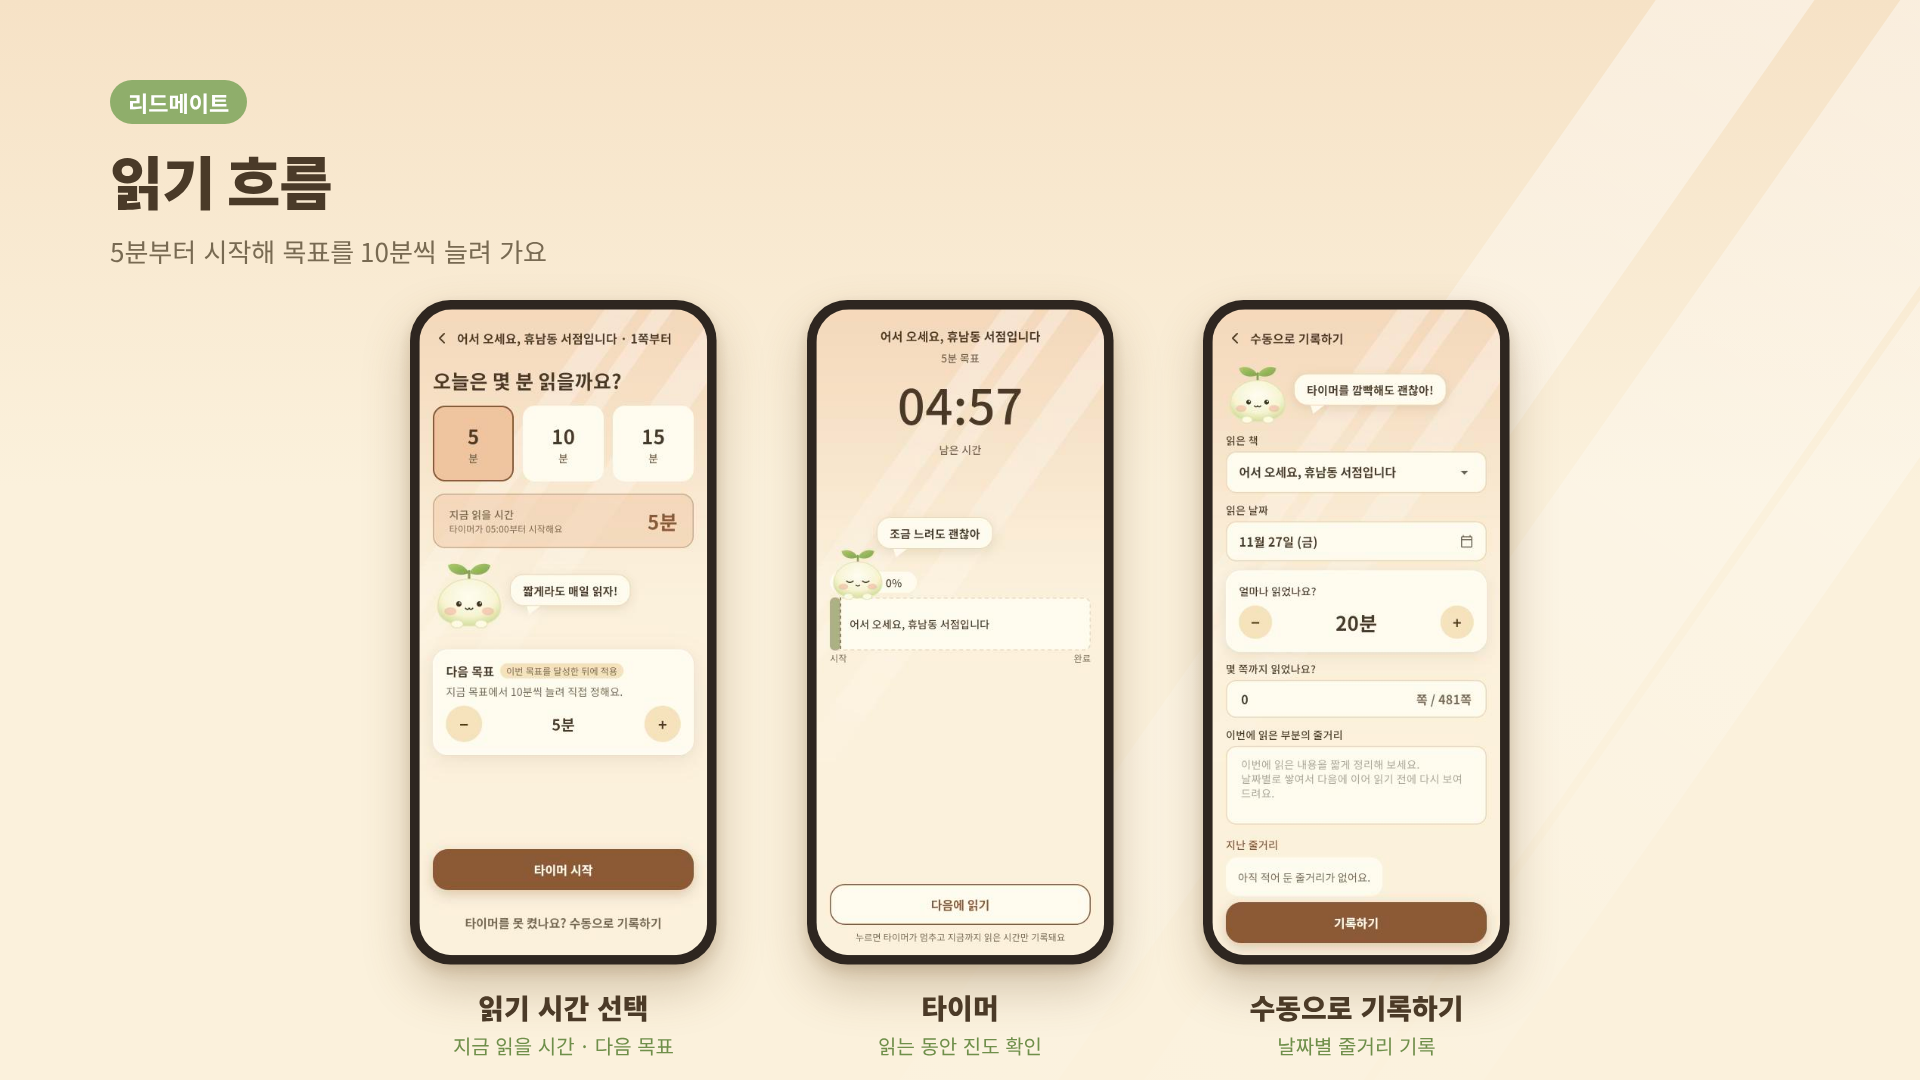 리드메이트
읽기 흐름
5분부터 시작해 목표를 10분씩 늘려 가요
어서 오세요, 휴남동 서점입니다 · 1쪽부터
오늘은 몇 분 읽을까요?
5
분
10
분
15
분
지금 읽을 시간
타이머가 05:00부터 시작해요
5분
짧게라도 매일 읽자!
다음 목표 이번 목표를 달성한 뒤에 적용
지금 목표에서 10분씩 늘려 직접 정해요.
− 5분 +
타이머 시작
타이머를 못 켰나요? 수동으로 기록하기
읽기 시간 선택
지금 읽을 시간 · 다음 목표
어서 오세요, 휴남동 서점입니다
5분 목표
04:57
남은 시간
조금 느려도 괜찮아
0%
어서 오세요, 휴남동 서점입니다
시작 완료
다음에 읽기
누르면 타이머가 멈추고 지금까지 읽은 시간만 기록돼요
타이머
읽는 동안 진도 확인
수동으로 기록하기
타이머를 깜빡해도 괜찮아!
읽은 책
어서 오세요, 휴남동 서점입니다
읽은 날짜
11월 27일 (금)
얼마나 읽었나요?
− 20분 +
몇 쪽까지 읽었나요?
0 쪽 / 481쪽
이번에 읽은 부분의 줄거리
이번에 읽은 내용을 짧게 정리해 보세요.
날짜별로 쌓여서 다음에 이어 읽기 전에 다시 보여
드려요.
지난 줄거리
아직 적어 둔 줄거리가 없어요.
기록하기
수동으로 기록하기
날짜별 줄거리 기록